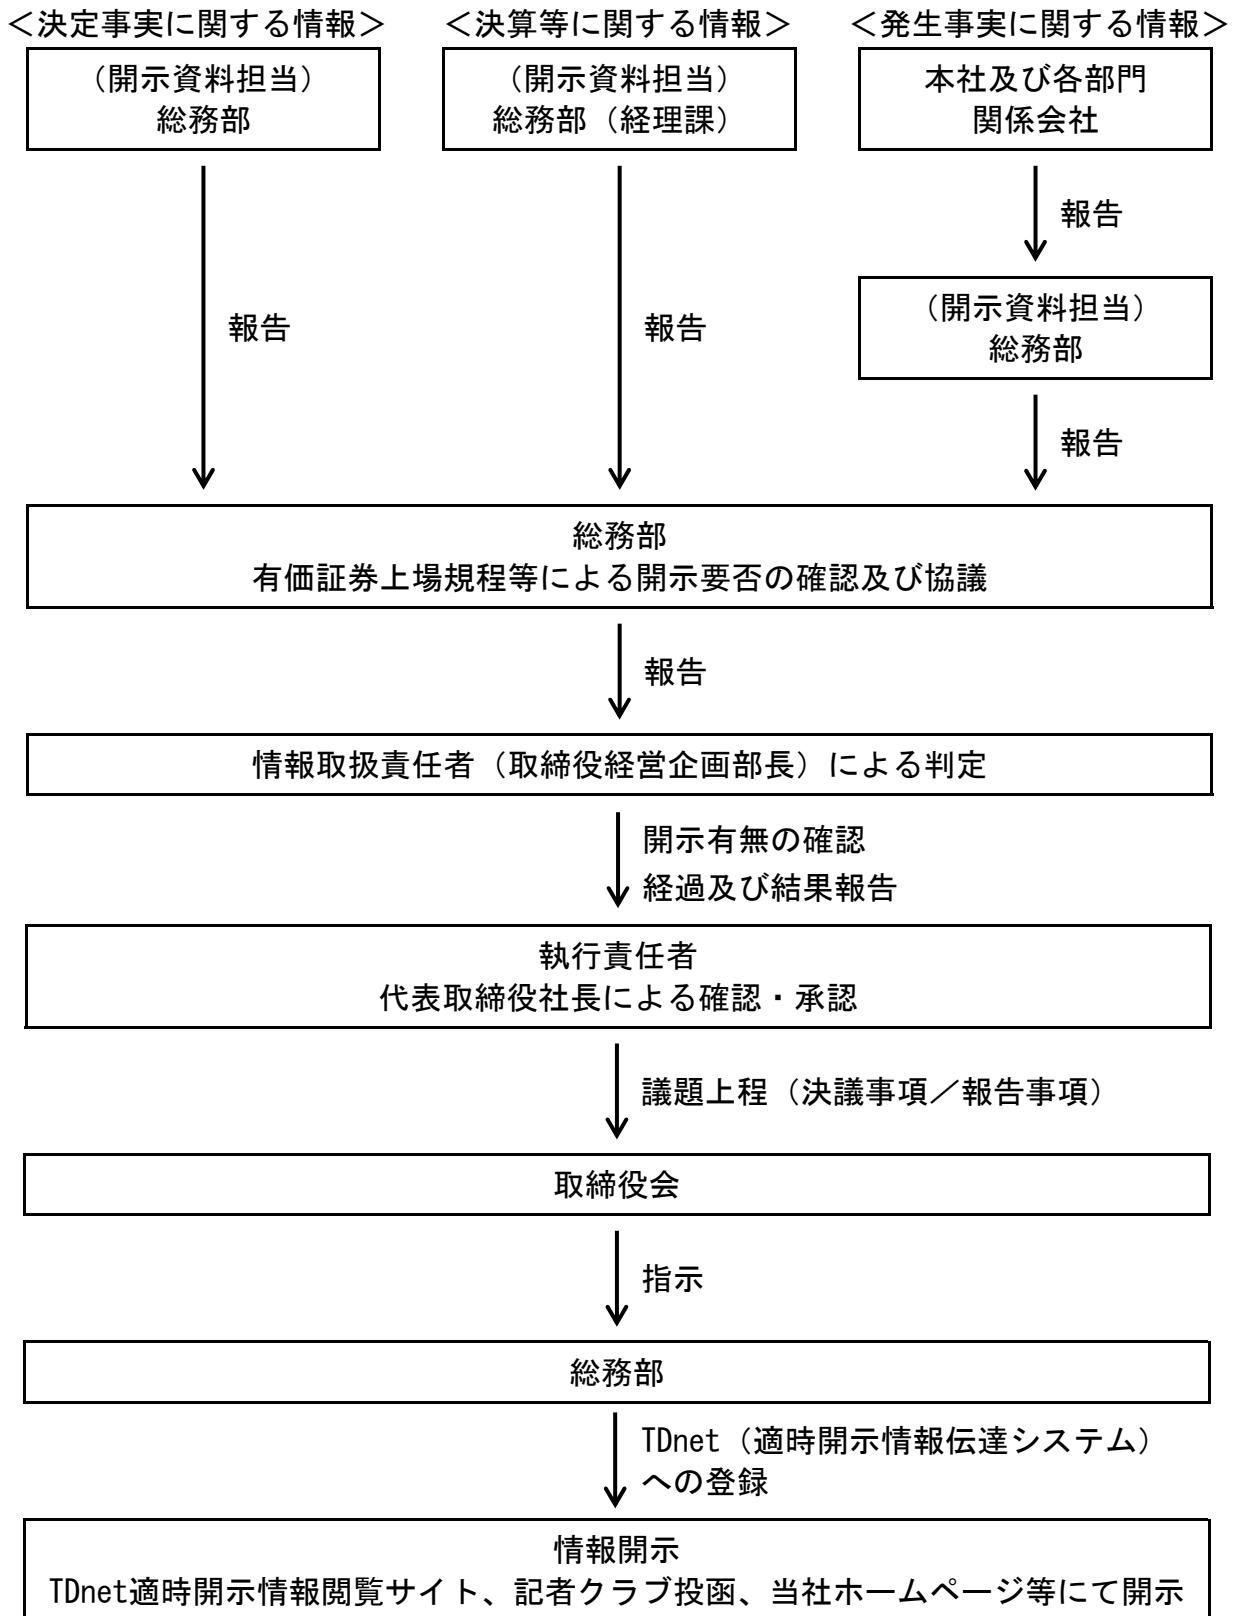 ＜決定事実に関する情報＞
＜決算等に関する情報＞
＜発生事実に関する情報＞
（開示資料担当）
総務部
（開示資料担当）
総務部（経理課）
本社及び各部門
関係会社
報告
報告
報告
（開示資料担当）
総務部
報告
総務部
有価証券上場規程等による開示要否の確認及び協議
報告
情報取扱責任者（取締役経営企画部長）による判定
開示有無の確認
経過及び結果報告
執行責任者
代表取締役社長による確認・承認
議題上程（決議事項／報告事項）
取締役会
指示
総務部
TDnet（適時開示情報伝達システム）
への登録
情報開示
TDnet適時開示情報閲覧サイト、記者クラブ投函、当社ホームページ等にて開示